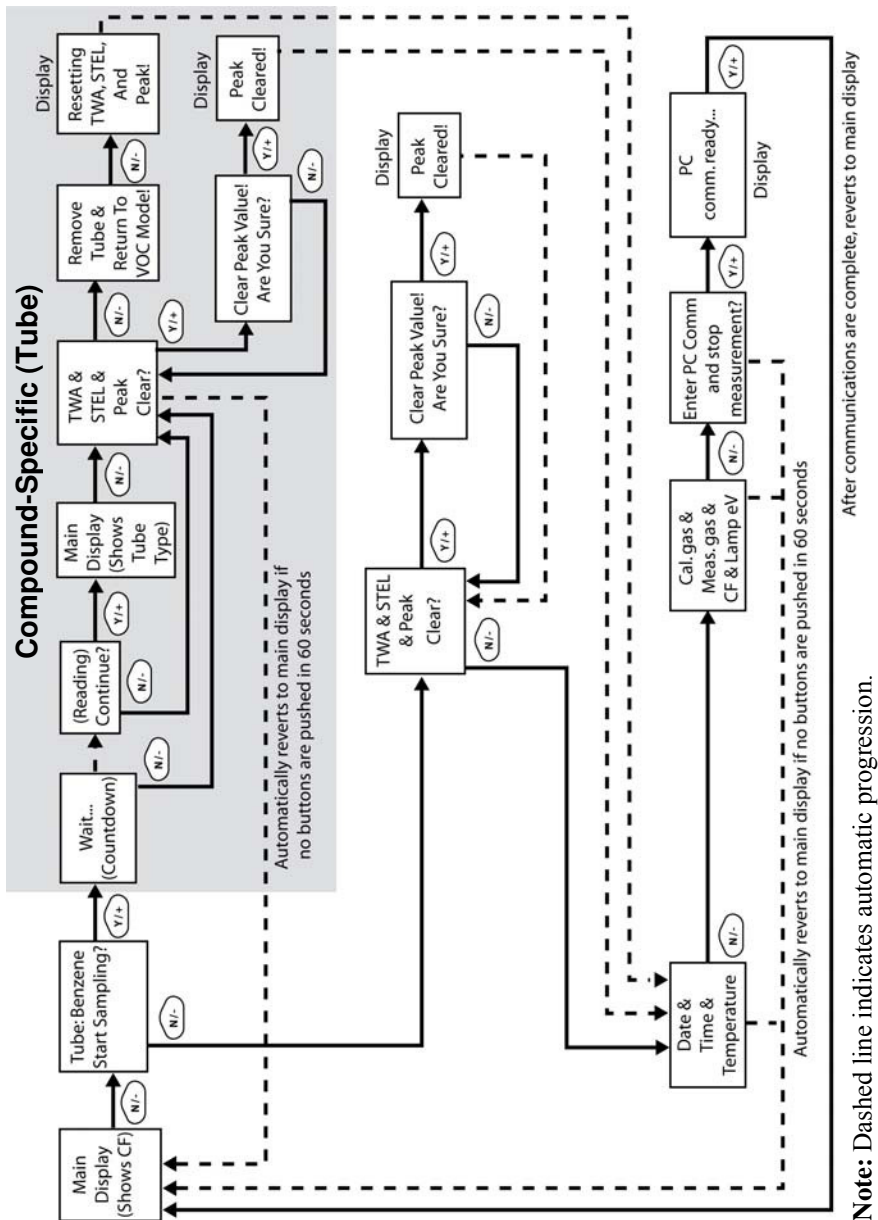 Compound-Specific (Tube)
Main
Display
(Shows CF)
N/-
Tube: Benzene
Start Sampling?
Y/+
N/-
Wait...
(Countdown)
N/-
(Reading)
Continue?
Y/+
N/-
Main
Display
(Shows
Tube
Type)
N/-
TWA &
STEL &
Peak
Clear?
N/-
Y/+
Remove
Tube &
Return To
VOC Mode!
N/-
Display
Resetting
TWA, STEL,
And
Peak!
Clear Peak Value!
Are You Sure?
Y/+
N/-
Display
Peak
Cleared!
Automatically reverts to main display if
no buttons are pushed in 60 seconds
TWA & STEL
& Peak
Clear?
Y/+
N/-
Clear Peak Value!
Are You Sure?
Y/+
N/-
Display
Peak
Cleared!
Date &
Time &
Temperature
N/-
Cal. gas &
Meas. gas &
CF & Lamp eV
N/-
Enter PC Comm
and stop
measurement?
Y/+
PC
comm. ready...
Display
Y/+
Automatically reverts to main display if no buttons are pushed in 60 seconds
After communications are complete, reverts to main display
Note: Dashed line indicates automatic progression.